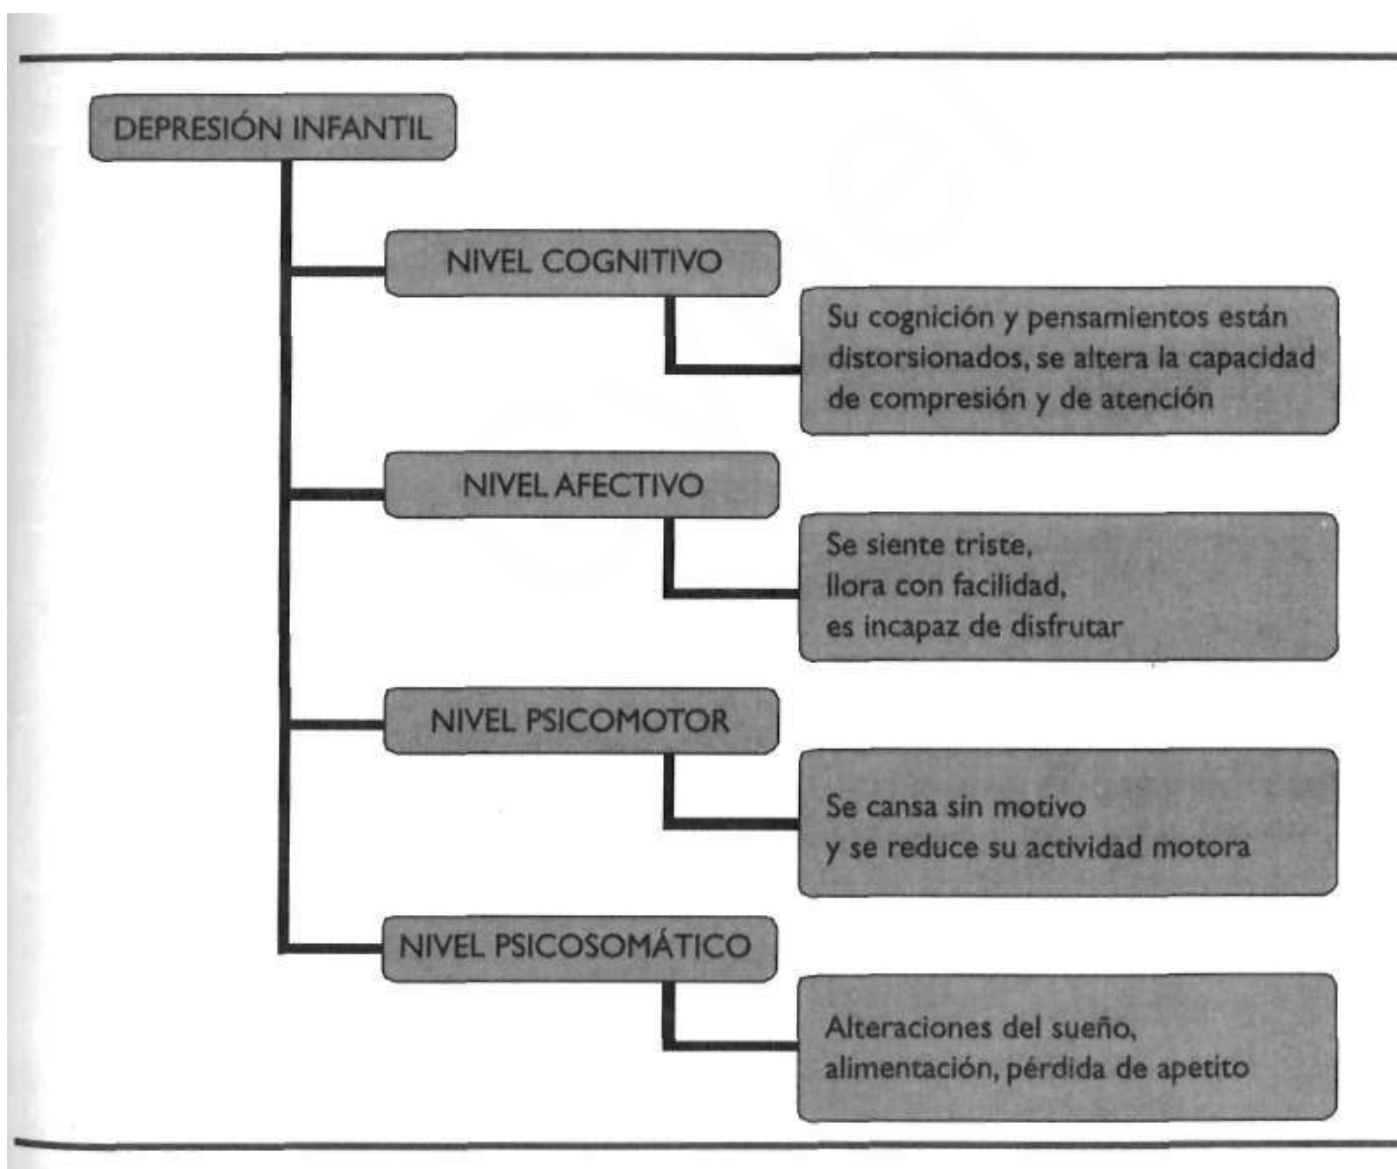 DEPRESIÓN INFANTIL
NIVEL COGNITIVO
Su cognición y pensamientos están
distorsionados, se altera la capacidad
de compresión y de atención
NIVEL AFECTIVO
Se siente triste,
llora con facilidad,
es incapaz de disfrutar
NIVEL PSICOMOTOR
Se cansa sin motivo
y se reduce su actividad motora
NIVEL PSICOSOMÁTICO
Alteraciones del sueño,
alimentación, pérdida de apetito